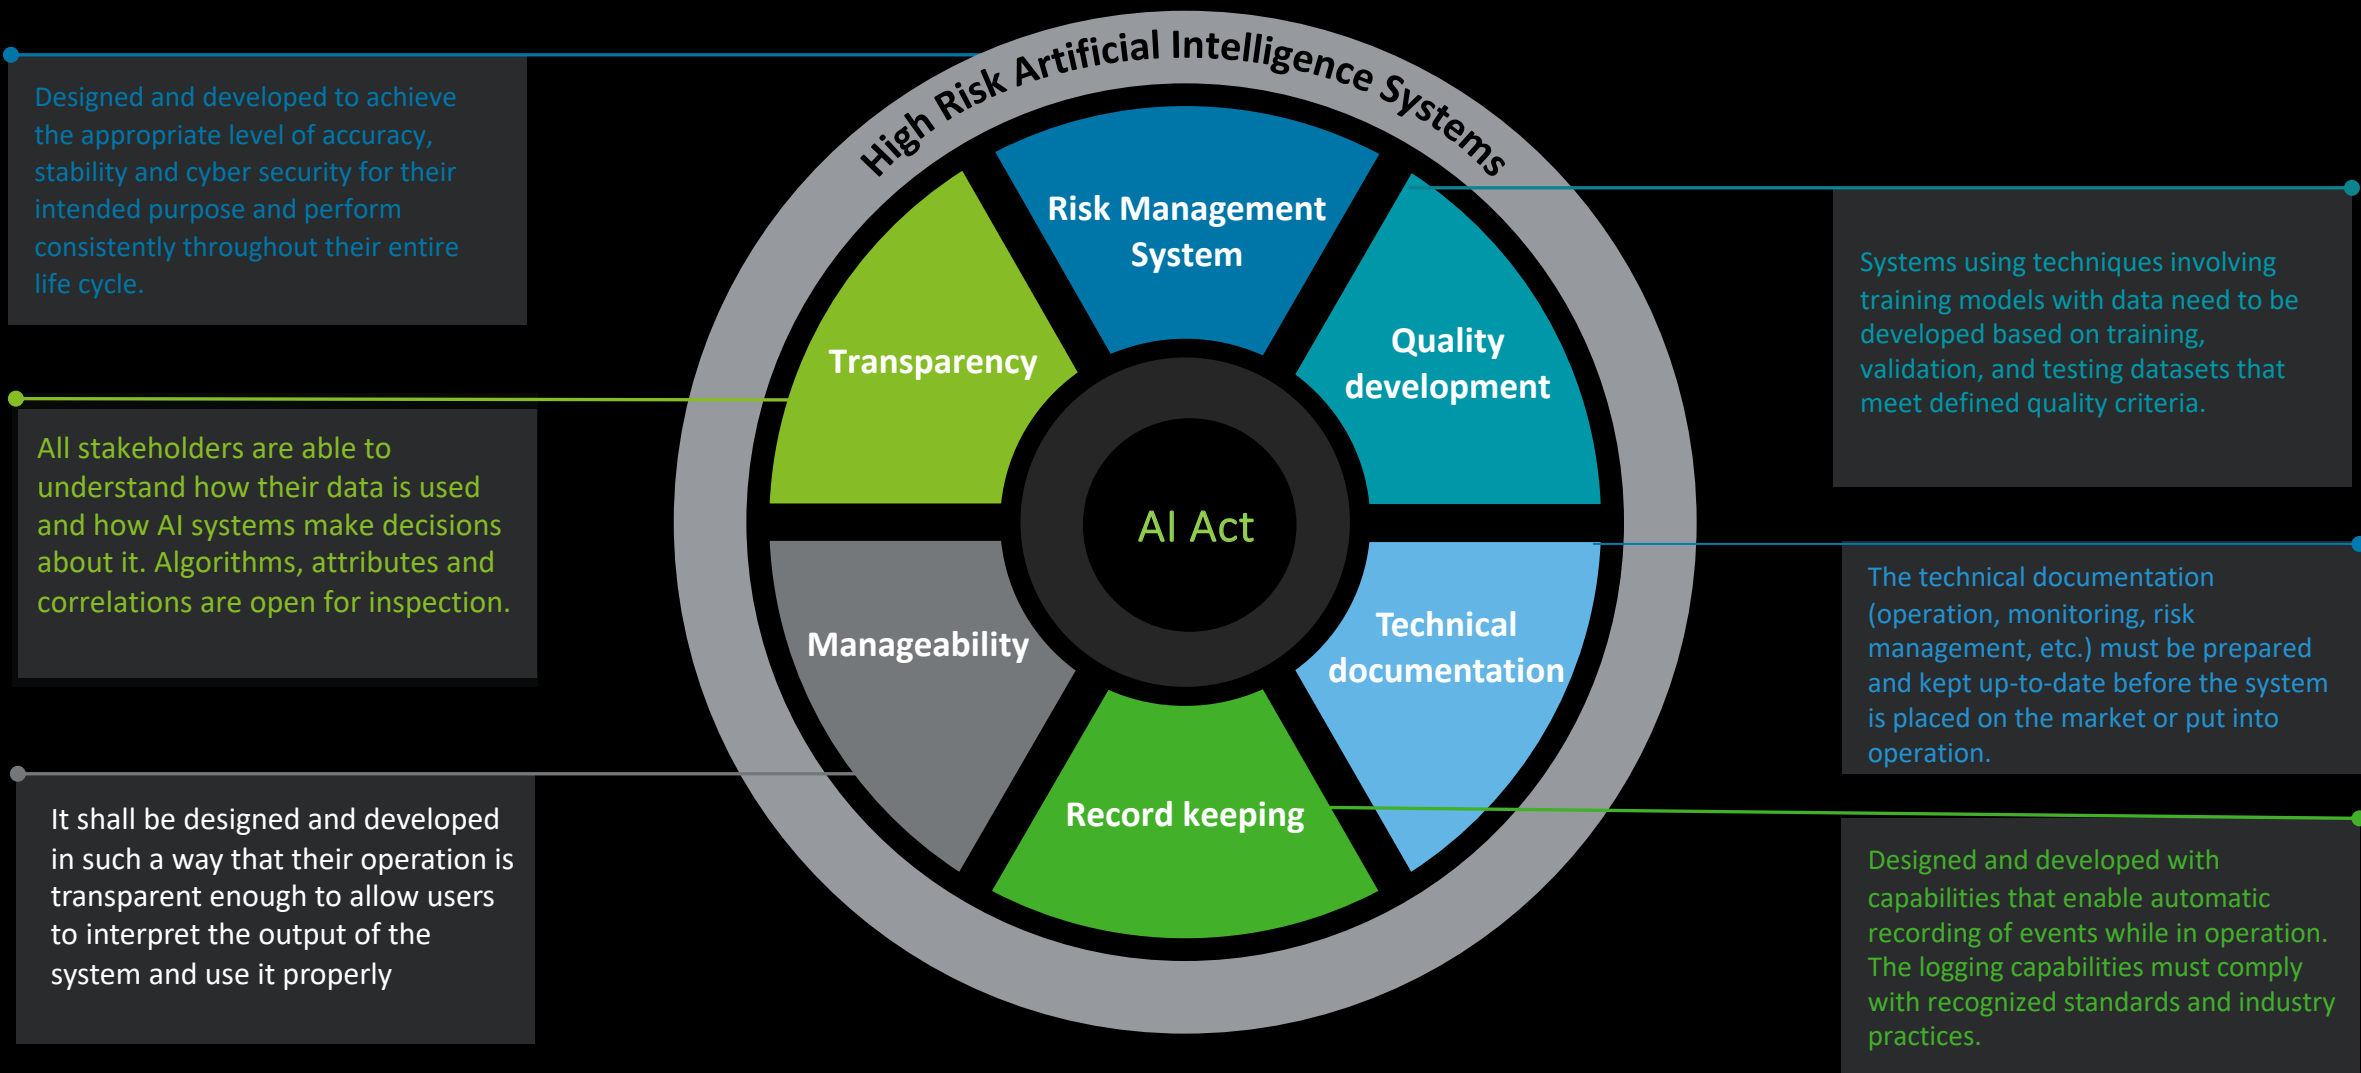 High Risk Artificial Intelligence Systems
Designed and developed to achieve
the appropriate level of accuracy,
stability and cyber security for their
intended purpose and perform
consistently throughout their entire
life cycle.
All stakeholders are able to
understand how their data is used
and how AI systems make decisions
about it. Algorithms, attributes and
correlations are open for inspection.
It shall be designed and developed
in such a way that their operation is
transparent enough to allow users
to interpret the output of the
system and use it properly
Risk Management
System
Transparency
Quality
development
AI Act
Manageability
Technical
documentation
Record keeping
Systems using techniques involving
training models with data need to be
developed based on training,
validation, and testing datasets that
meet defined quality criteria.
The technical documentation
(operation, monitoring, risk
management, etc.) must be prepared
and kept up-to-date before the system
is placed on the market or put into
operation.
Designed and developed with
capabilities that enable automatic
recording of events while in operation.
The logging capabilities must comply
with recognized standards and industry
practices.